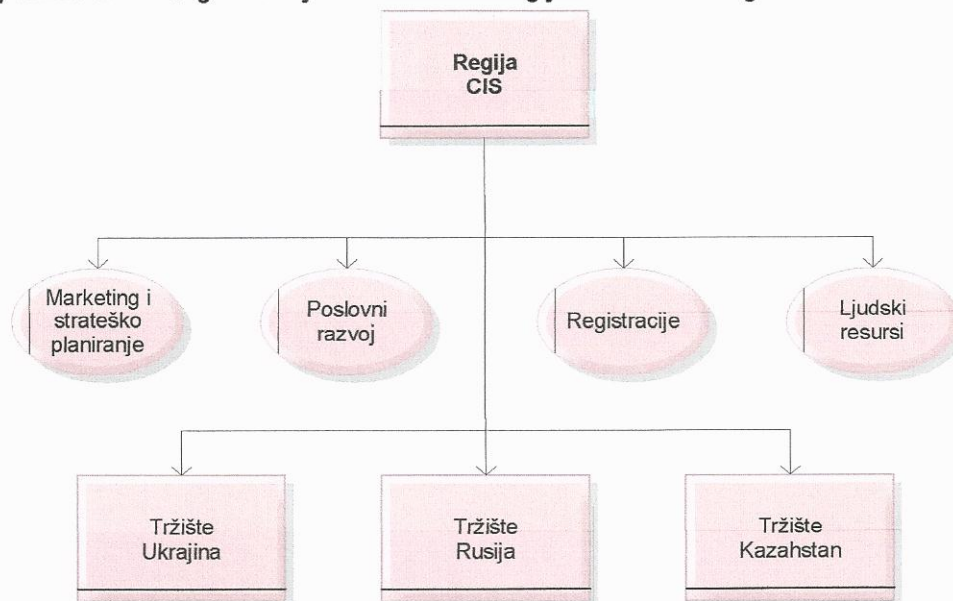 Regija
CIS
Marketing i
strateško
planiranje
Poslovni
razvoj
Registracije
Ljudski
resursi
Tržište
Ukrajina
Tržište
Rusija
Tržište
Kazahstan